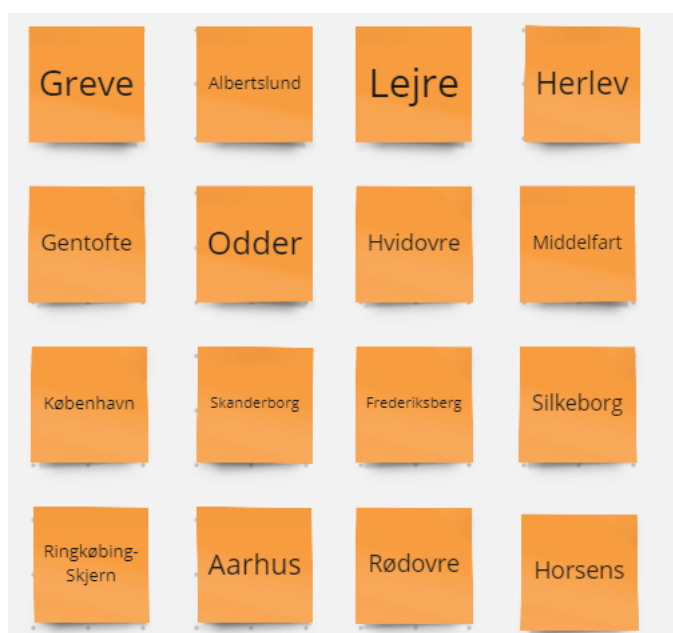 Greve
Albertslund
Lejre
Herlev
Gentofte
Odder
Hvidovre
Middelfart
København
Skanderborg
Frederiksberg
Silkeborg
Ringkøbing-
Skjern
Aarhus
Rødovre
Horsens